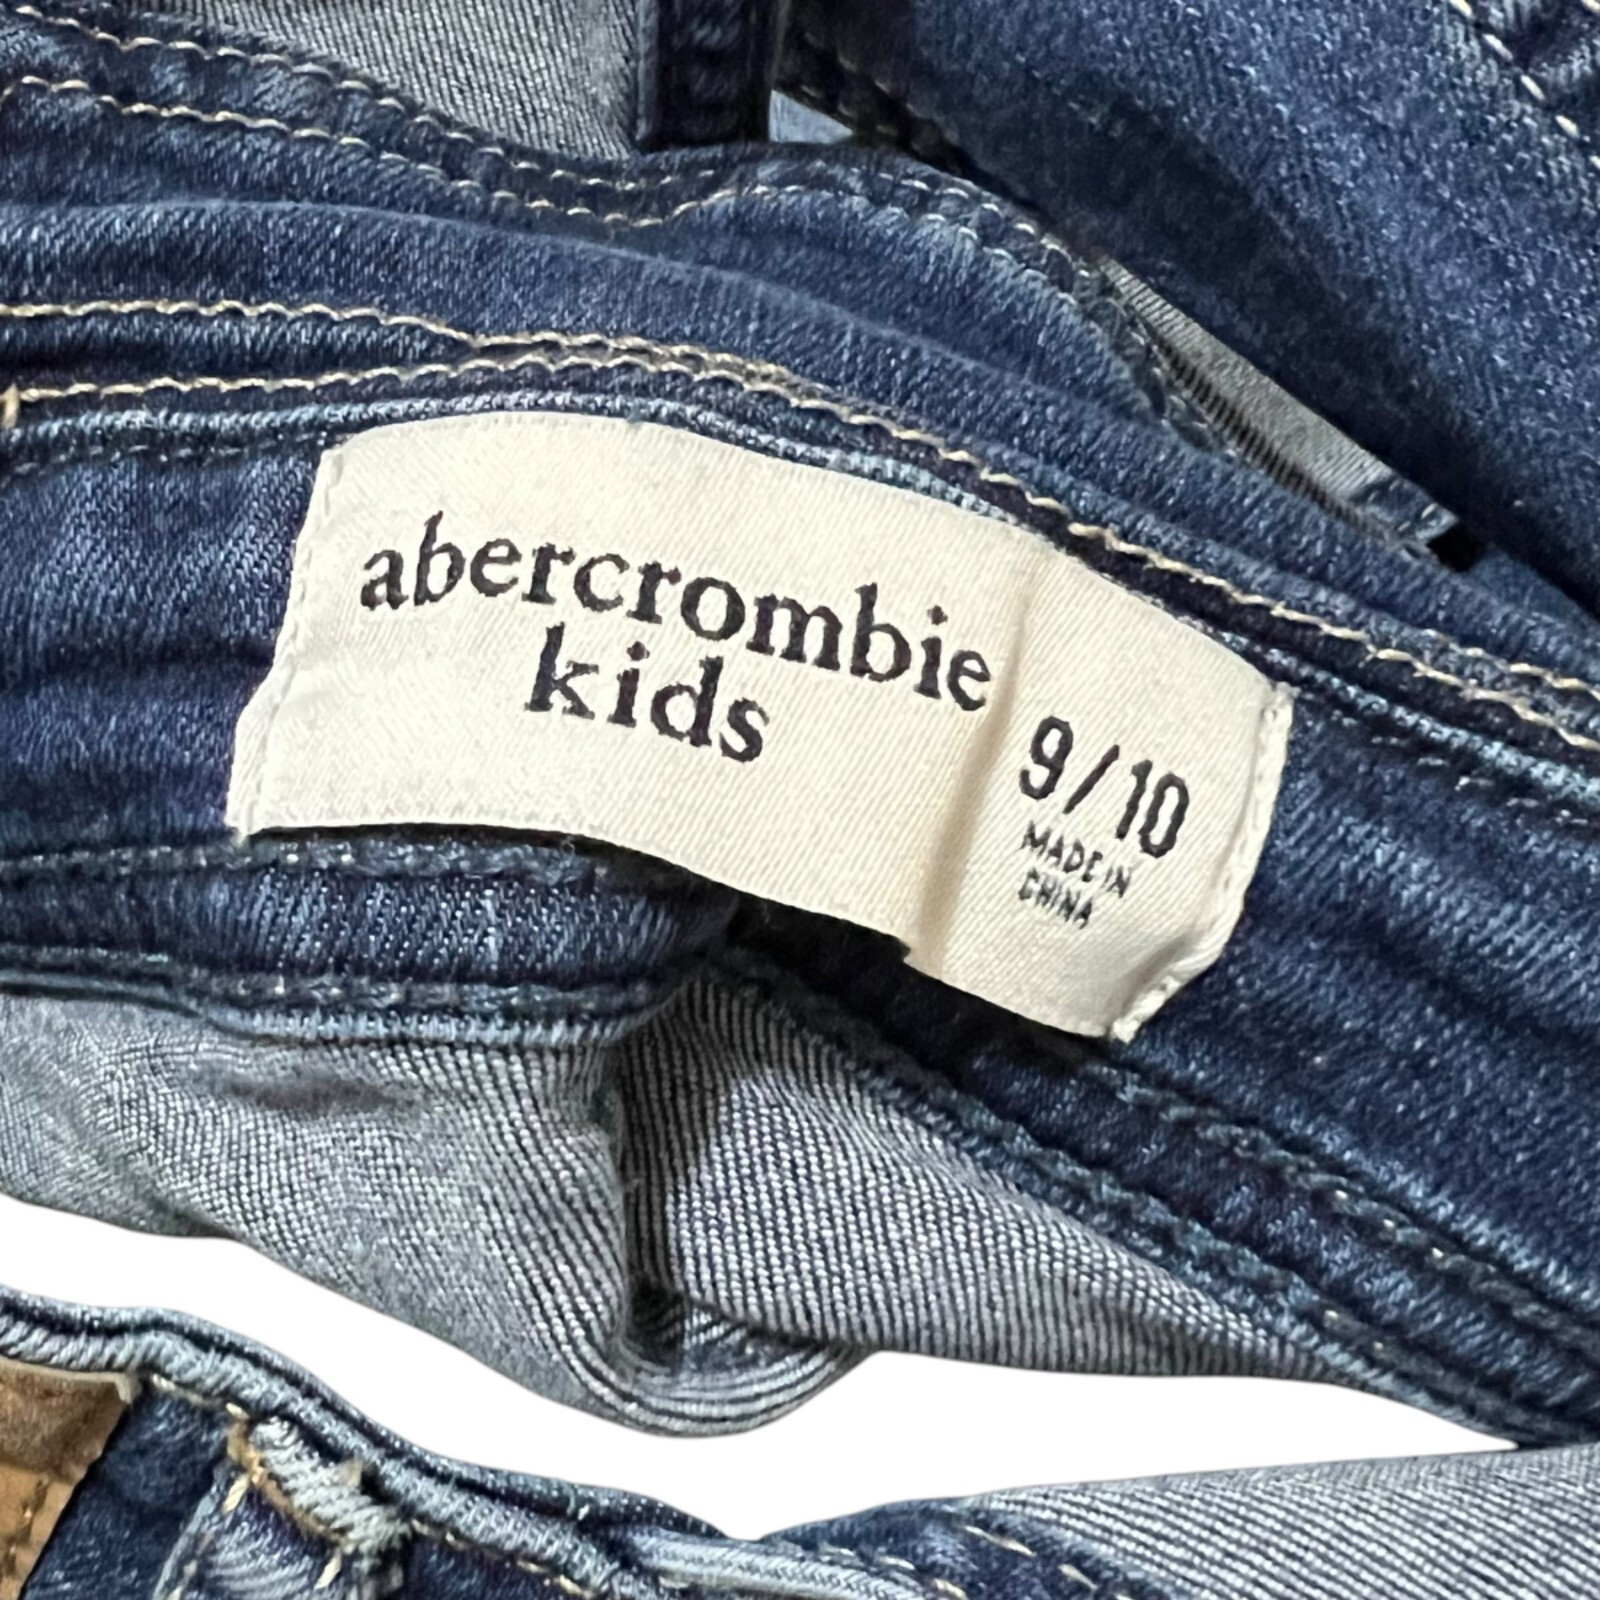 abercrombie
kids
9/10
MADE IN
CHINA